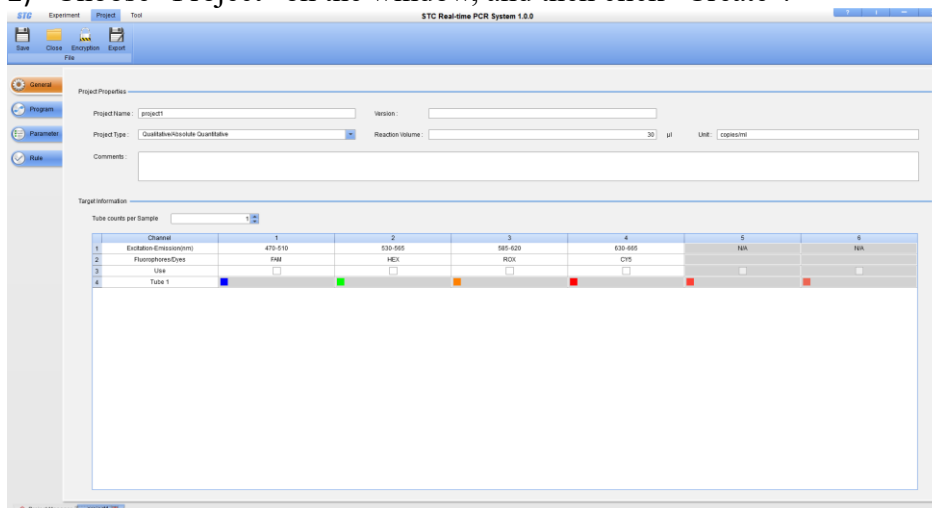 2) Choose "Project" on the window, and then click "Create".
STC Experiment Project Tool STC Real-time PCR System 1.0.0
Save Close Encryption Export
File
General
Program
Parameter
Rule
Project Properties
Project Name: project1 Version:
Project Type: Qualitative/Absolute Quantitative Reaction Volume: 30 µl Unit: copies/ml
Comments:
Target Information
Tube counts per Sample 1
Channel 1 2 3 4 5 6
1 Excitation-Emission(nm) 470-510 530-565 585-620 630-665 N/A N/A
2 Fluorophores/Dyes FAM HEX ROX CY5
3 Use
4 Tube 1